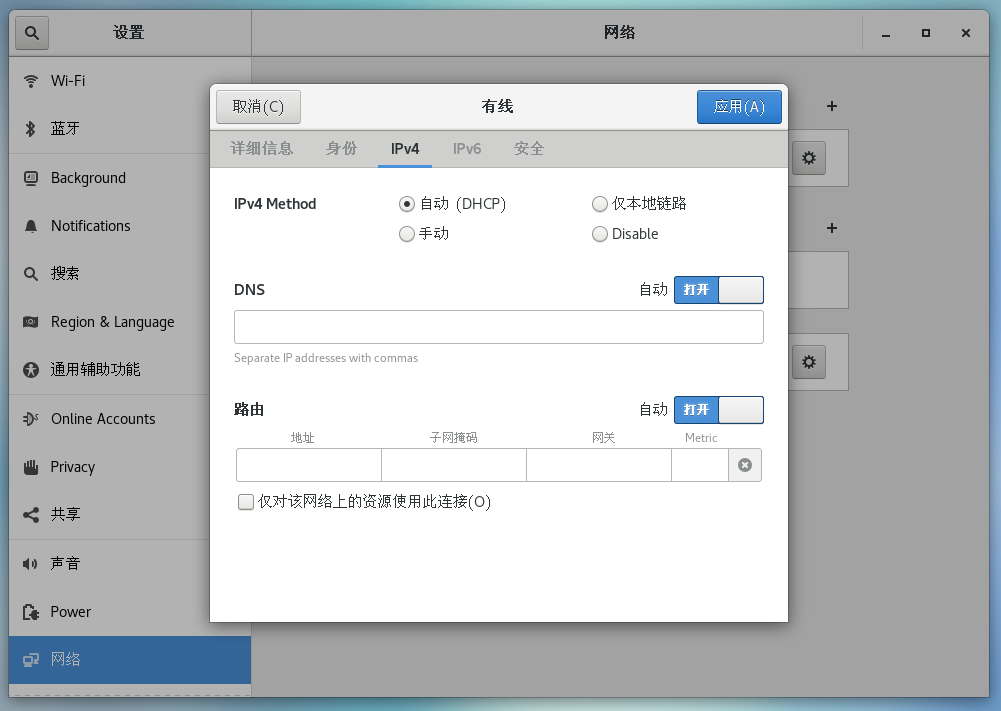 设置
网络
Wi-Fi
蓝牙
Background
Notifications
搜索
Region & Language
通用辅助功能
Online Accounts
Privacy
共享
声音
Power
网络
取消(C)
有线
应用(A)
详细信息 身份 IPv4 IPv6 安全
IPv4 Method
自动 (DHCP)
仅本地链路
手动
Disable
DNS
自动 打开
Separate IP addresses with commas
路由
自动 打开
地址 子网掩码 网关 Metric
仅对该网络上的资源使用此连接(O)